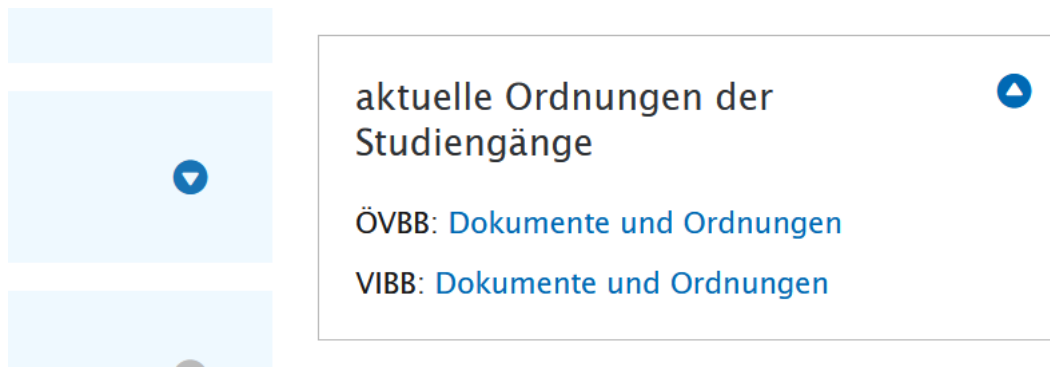 aktuelle Ordnungen der
Studiengänge
ÖVBB: Dokumente und Ordnungen
VIBB: Dokumente und Ordnungen